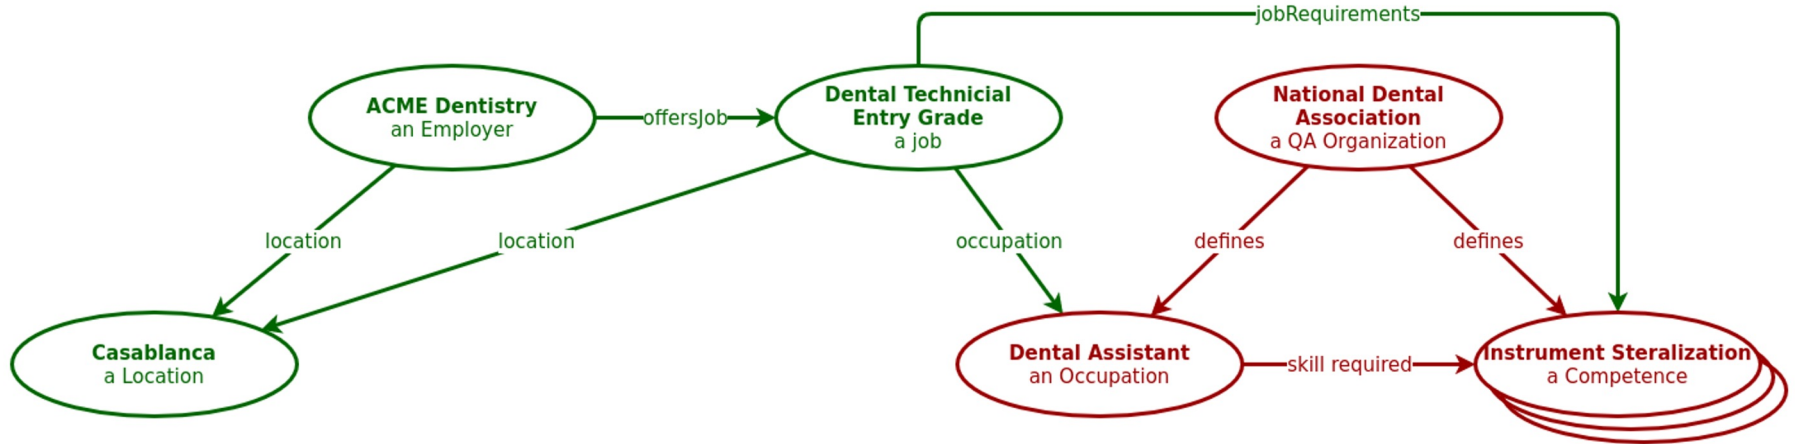 jobRequirements
ACME Dentistry
an Employer
offersJob
Dental Technicial
Entry Grade
a job
National Dental
Association
a QA Organization
location
location
occupation
defines
defines
Casablanca
a Location
Dental Assistant
an Occupation
skill required
Instrument Steralization
a Competence